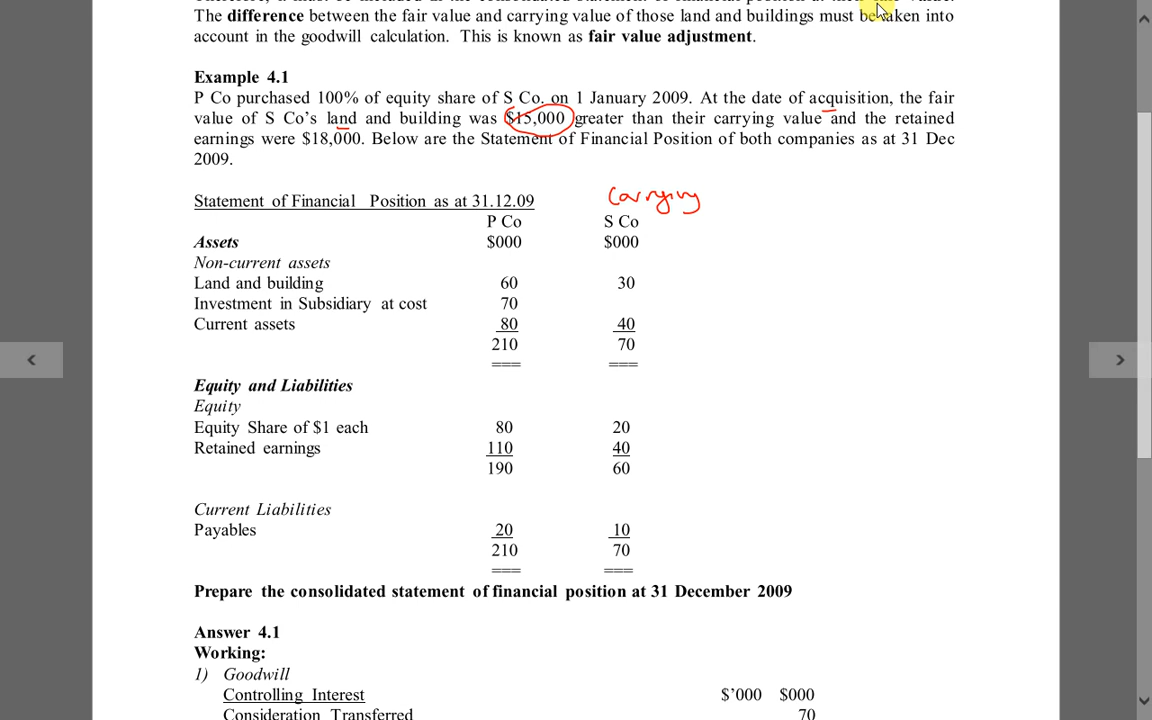 The difference between the fair value and carrying value of those land and buildings must be taken into
account in the goodwill calculation. This is known as fair value adjustment.
Example 4.1
P Co purchased 100% of equity share of S Co. on 1 January 2009. At the date of acquisition, the fair
value of S Co's land and building was $15,000 greater than their carrying value and the retained
earnings were $18,000. Below are the Statement of Financial Position of both companies as at 31 Dec
2009.
Statement of Financial Position as at 31.12.09 Carrying
P Co S Co
Assets $000 $000
Non-current assets
Land and building 60 30
Investment in Subsidiary at cost 70
Current assets 80 40
210 70
=== ===
Equity and Liabilities
Equity
Equity Share of $1 each 80 20
Retained earnings 110 40
190 60
Current Liabilities
Payables 20 10
210 70
=== ===
Prepare the consolidated statement of financial position at 31 December 2009
Answer 4.1
Working:
1) Goodwill
Controlling Interest $'000 $000
Consideration Transferred 70